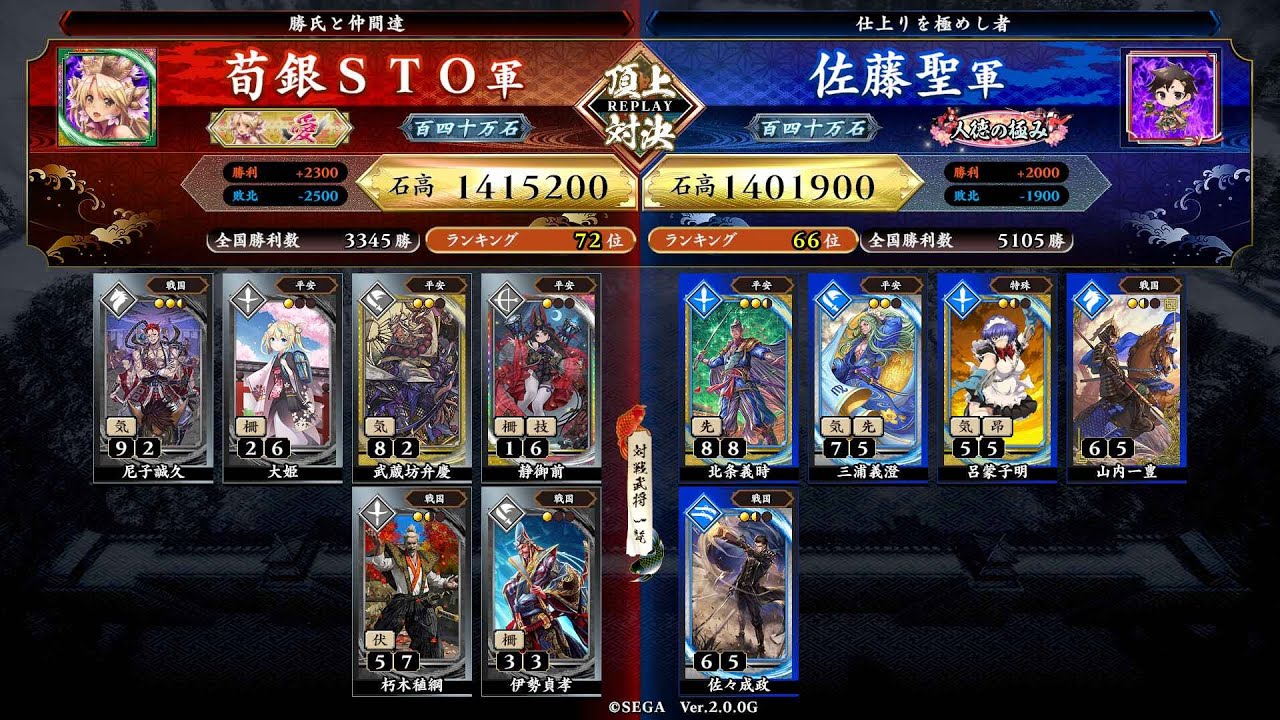 勝氏と仲間達
仕上りを極めし者
荀銀STO軍
頂上
REPLAY
対決
佐藤聖軍
愛
百四十万石
百四十万石
人徳の極み
勝利 +2300
敗北 -2500
石高 1415200
石高 1401900
勝利 +2000
敗北 -1900
全国勝利数 3345勝
ランキング 72位
ランキング 66位
全国勝利数 5105勝
戦国
気
9 2
尼子誠久
平安
柵
2 6
大姫
平安
気
8 2
武蔵坊弁慶
平安
柵 技
1 6
静御前
対戦武将一覧
平安
先
8 8
北条義時
平安
気 先
7 5
三浦義澄
特殊
気 昂
5 5
呂蒙子明
戦国
6 5
山内一豊
戦国
伏
5 7
朽木稙綱
戦国
柵
3 3
伊勢貞孝
戦国
6 5
佐々成政
©SEGA Ver.2.0.0G